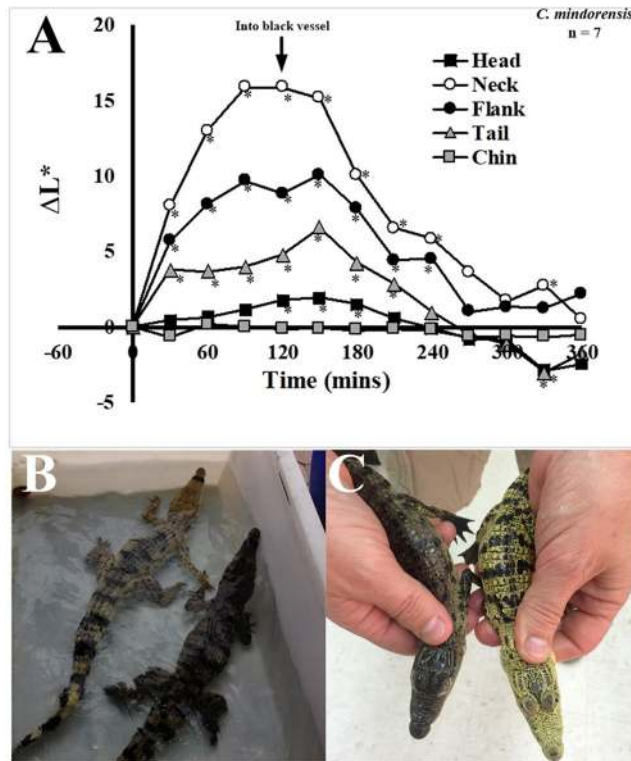 A
Into black vessel
C. mindorensis
n = 7
Head
Neck
Flank
Tail
Chin
ΔL*
20
15
10
5
0
-5
-60
0
60
120
180
240
300
360
Time (mins)
B
C